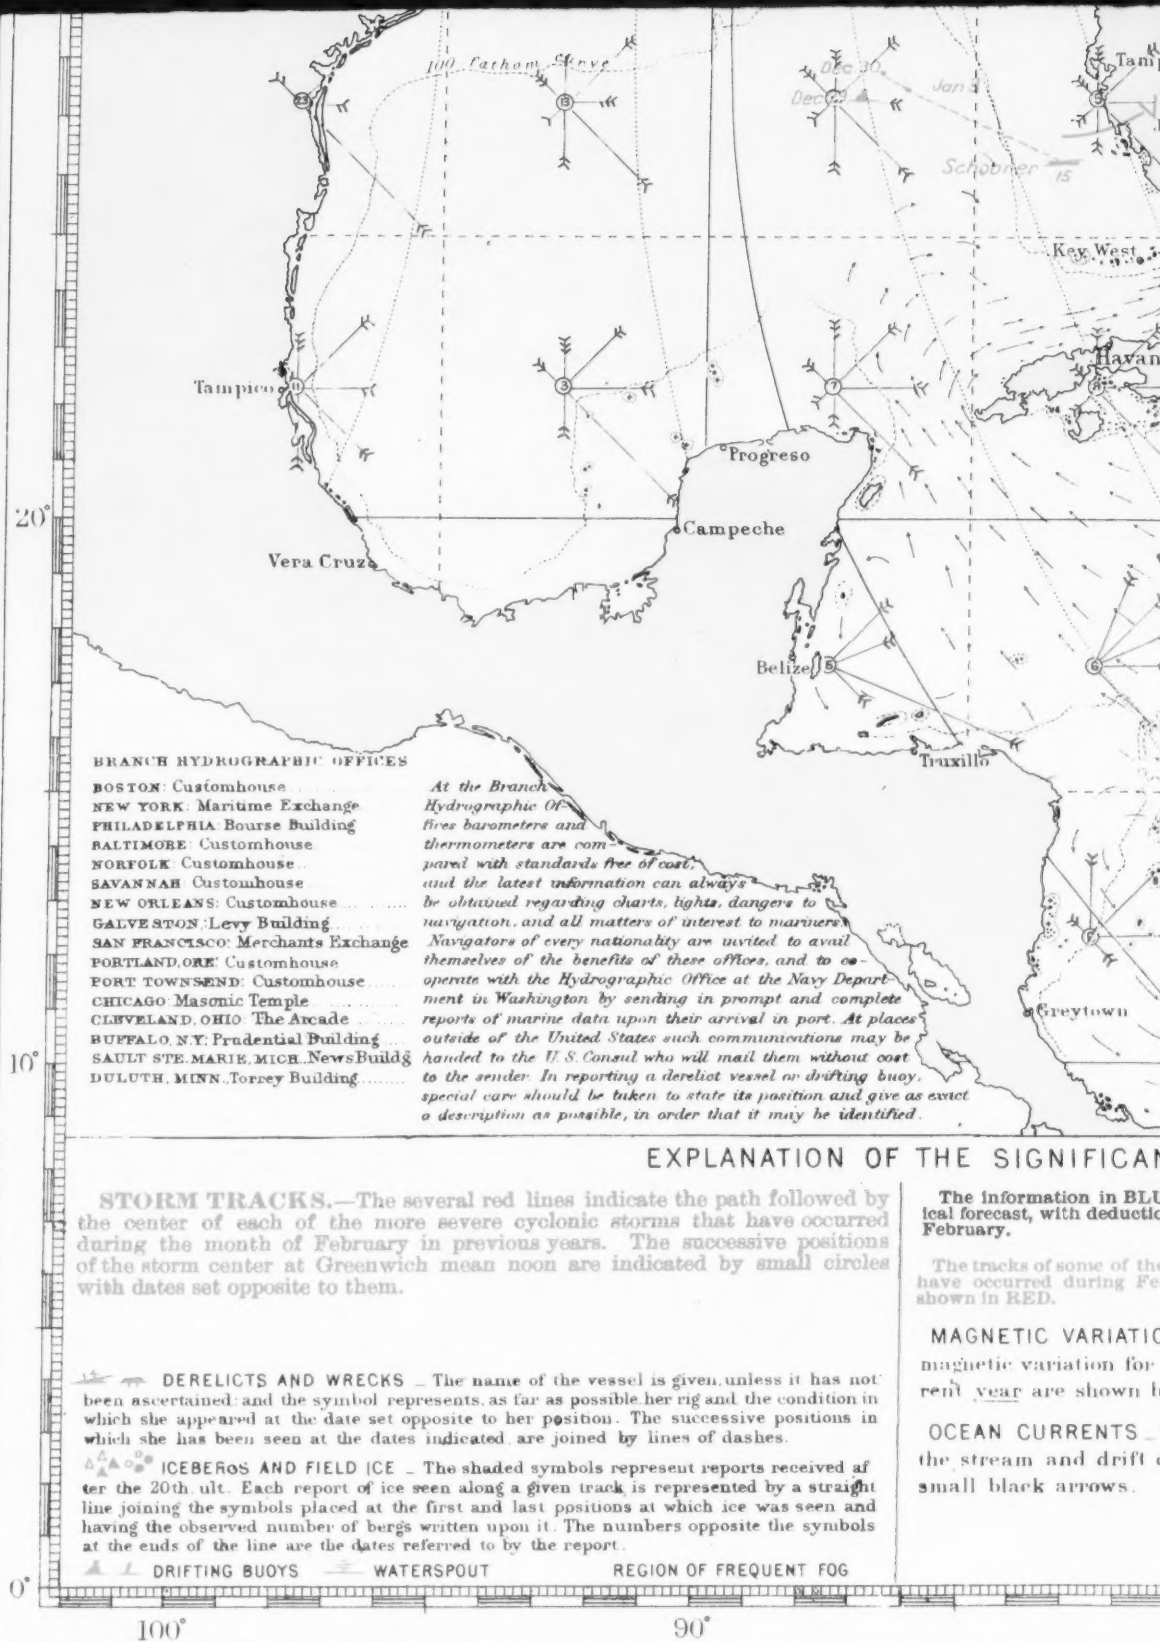 100 fathom curve
Dec 30
Dec 29
Jan 3
Schooner 15
Tam
23
13
9
5
Key West
Havan
Tampico
11
3
7
Progreso
20°
Campeche
Vera Cruz
Belize
5
6
Truxillo
Greytown
10°
BRANCH HYDROGRAPHIC OFFICES
BOSTON: Customhouse
NEW YORK: Maritime Exchange
PHILADELPHIA: Bourse Building
BALTIMORE: Customhouse
NORFOLK: Customhouse
SAVANNAH: Customhouse
NEW ORLEANS: Customhouse
GALVESTON: Levy Building
SAN FRANCISCO: Merchants Exchange
PORTLAND, ORE: Customhouse
PORT TOWNSEND: Customhouse
CHICAGO: Masonic Temple
CLEVELAND, OHIO. The Arcade
BUFFALO, N.Y: Prudential Building
SAULT STE. MARIE, MICH., News Buildg
DULUTH, MINN., Torrey Building
At the Branch
Hydrographic Of-
fices barometers and
thermometers are com-
pared with standards free of cost;
and the latest information can always
be obtained regarding charts, lights, dangers to
navigation, and all matters of interest to mariners.
Navigators of every nationality are invited to avail
themselves of the benefits of these offices, and to co-
operate with the Hydrographic Office at the Navy Depart-
ment in Washington by sending in prompt and complete
reports of marine data upon their arrival in port. At places
outside of the United States such communications may be
handed to the U.S. Consul who will mail them without cost
to the sender. In reporting a derelict vessel or drifting buoy,
special care should be taken to state its position and give as exact
a description as possible, in order that it may be identified.
EXPLANATION OF THE SIGNIFICAN
STORM TRACKS.—The several red lines indicate the path followed by
the center of each of the more severe cyclonic storms that have occurred
during the month of February in previous years. The successive positions
of the storm center at Greenwich mean noon are indicated by small circles
with dates set opposite to them.
DERELICTS AND WRECKS _ The name of the vessel is given, unless it has not
been ascertained: and the symbol represents, as far as possible, her rig and the condition in
which she appeared at the date set opposite to her position. The successive positions in
which she has been seen at the dates indicated, are joined by lines of dashes.
ICEBERGS AND FIELD ICE _ The shaded symbols represent reports received af
ter the 20th. ult. Each report of ice seen along a given track, is represented by a straight
line joining the symbols placed at the first and last positions at which ice was seen and
having the observed number of bergs written upon it. The numbers opposite the symbols
at the ends of the line are the dates referred to by the report.
DRIFTING BUOYS WATERSPOUT REGION OF FREQUENT FOG
The information in BLU
ical forecast, with deductio
February.
The tracks of some of the
have occurred during Fe
shown in RED.
MAGNETIC VARIATIO
magnetic variation for
rent year are shown b
OCEAN CURRENTS _
the stream and drift o
small black arrows.
0°
100° 90°